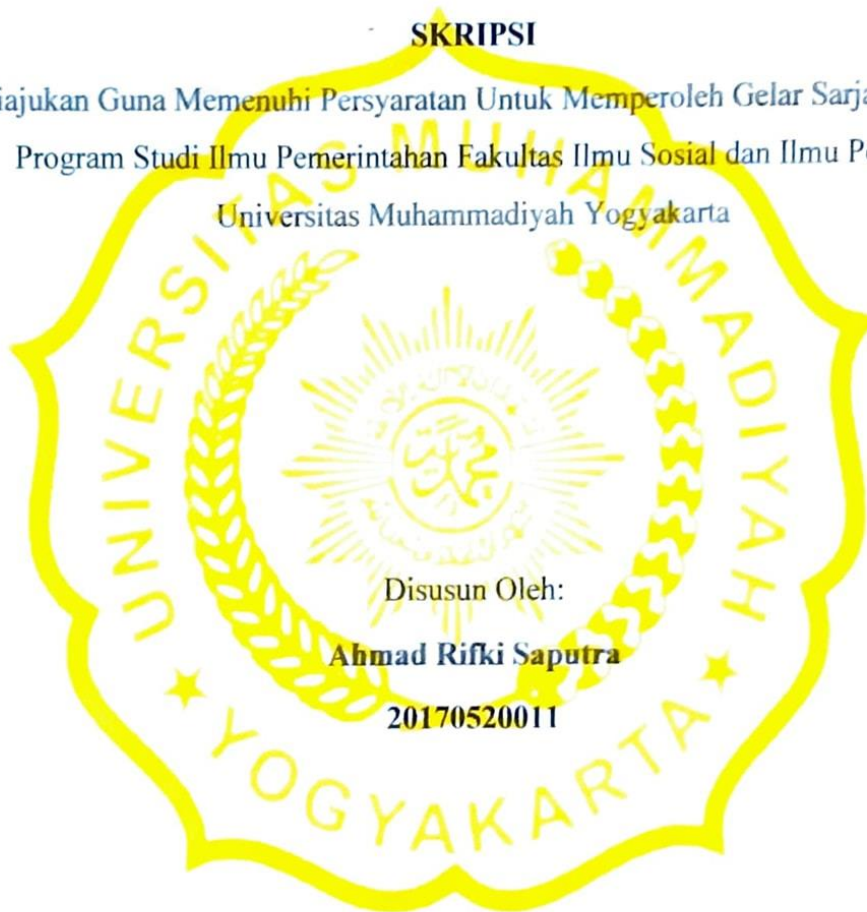 SKRIPSI
iajukan Guna Memenuhi Persyaratan Untuk Memperoleh Gelar Sarja
Program Studi Ilmu Pemerintahan Fakultas Ilmu Sosial dan Ilmu P
Universitas Muhammadiyah Yogyakarta
UNIVERSITAS MUHAMMADIYAH
YOGYAKARTA
Disusun Oleh:
Ahmad Rifki Saputra
20170520011